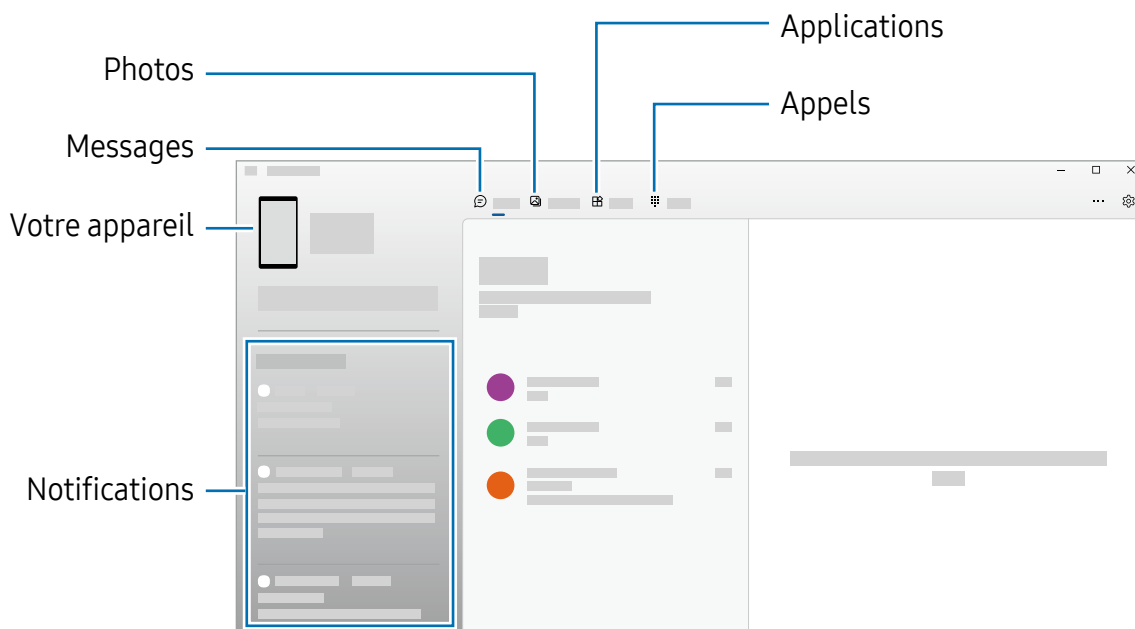 Applications
Photos
Appels
Messages
Votre appareil
Notifications